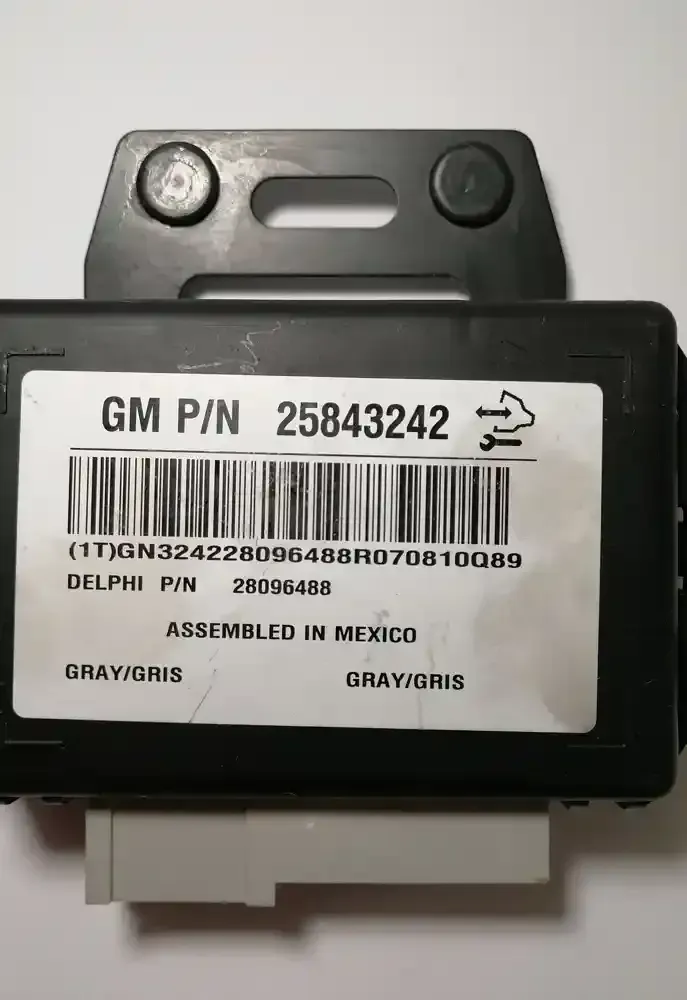 GM P/N 25843242
(1T)GN324228096488R070810Q89
DELPHI P/N 28096488
ASSEMBLED IN MEXICO
GRAY/GRIS GRAY/GRIS